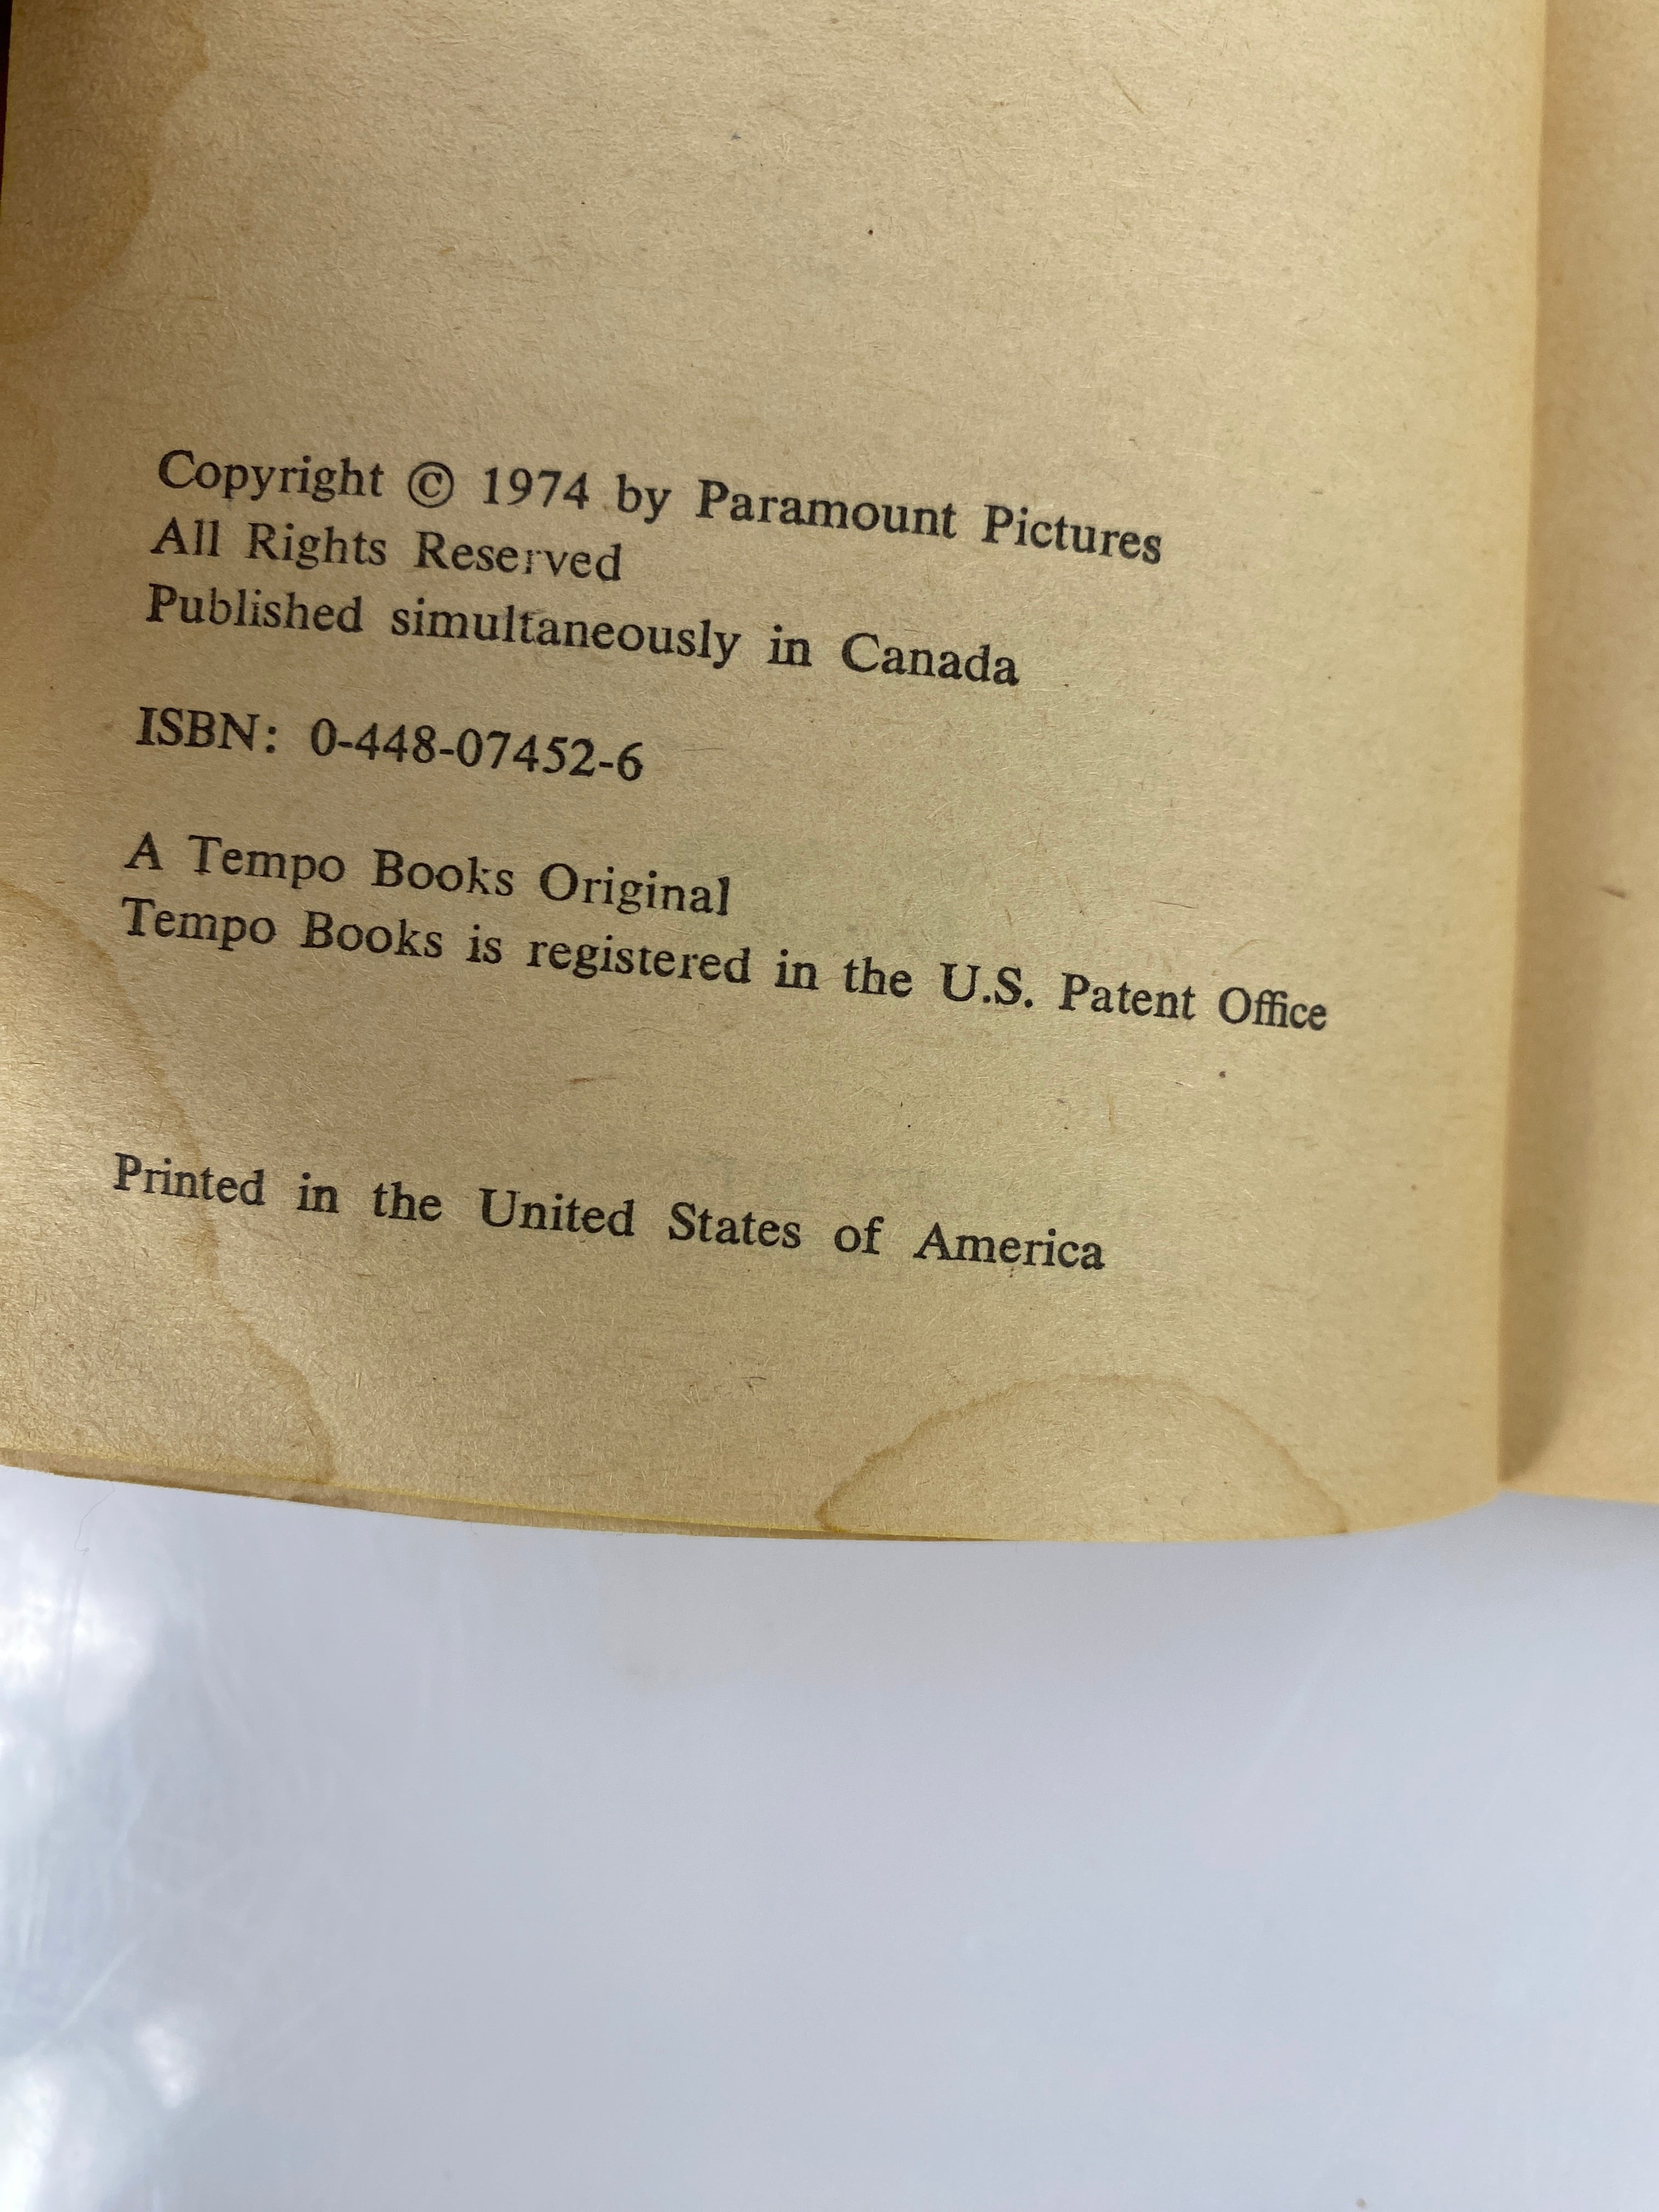 Copyright © 1974 by Paramount Pictures
All Rights Reserved
Published simultaneously in Canada
ISBN: 0-448-07452-6
A Tempo Books Original
Tempo Books is registered in the U.S. Patent Office
Printed in the United States of America